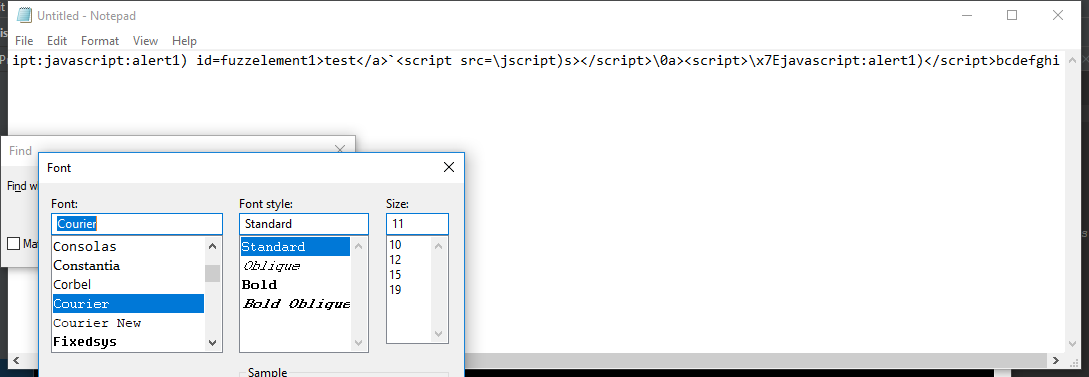 Untitled - Notepad
File Edit Format View Help
ipt:javascript:alert1) id=fuzzelement1>test</a>`<script src=\jscript)s></script>\0a><script>\x7Ejavascript:alert1)</script>bcdefghi
Find
Find w
Ma
Font
Font: Font style: Size:
Courier Standard 11
Consolas Standard 10
Constantia Oblique 12
Corbel Bold 15
Courier Bold Oblique 19
Courier New
Fixedsys
Sample